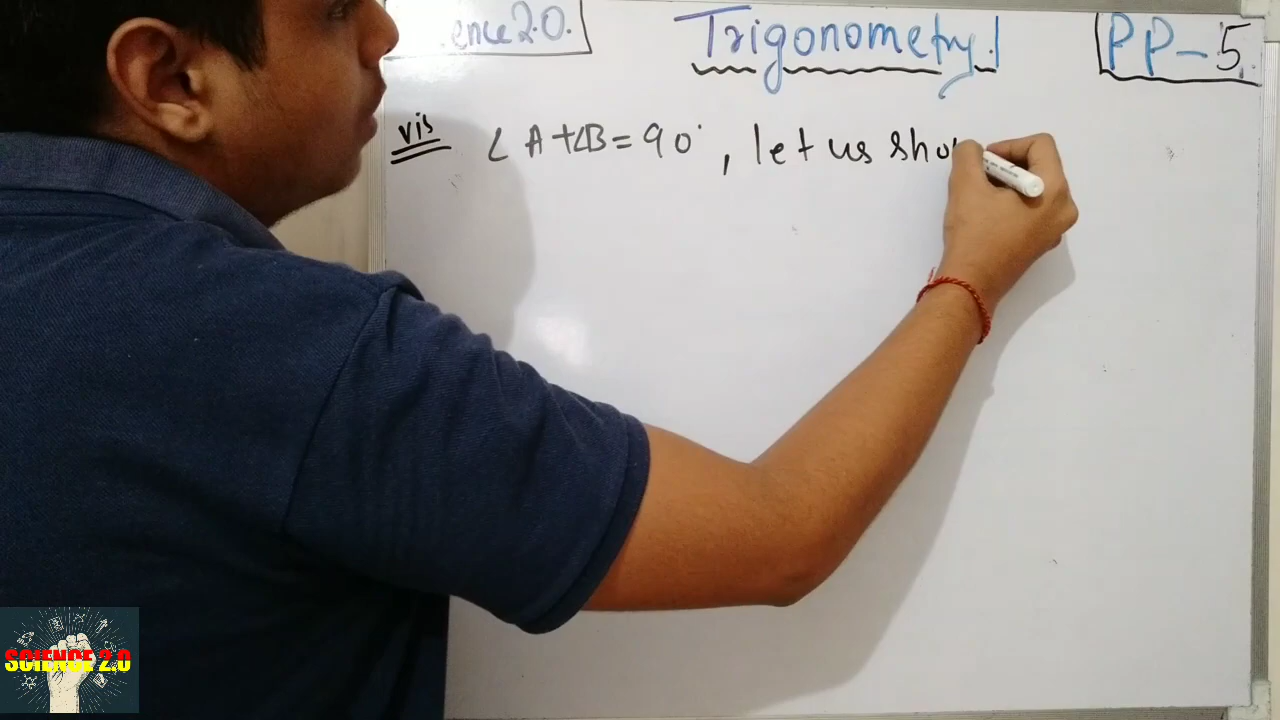 ence 2.0.
Trigonometry.
PP-5.
vis ∠A+∠B=90°, let us sho
SCIENCE 2.0